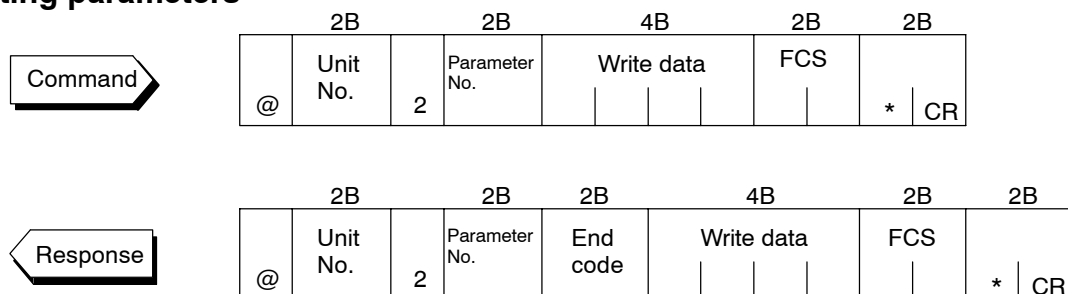 ting parameters
2B 2B 4B 2B 2B
Command
Unit Parameter Write data FCS
No. No.
@ 2 * CR
2B 2B 2B 4B 2B 2B
Response
Unit Parameter End Write data FCS
No. No. code
@ 2 * CR